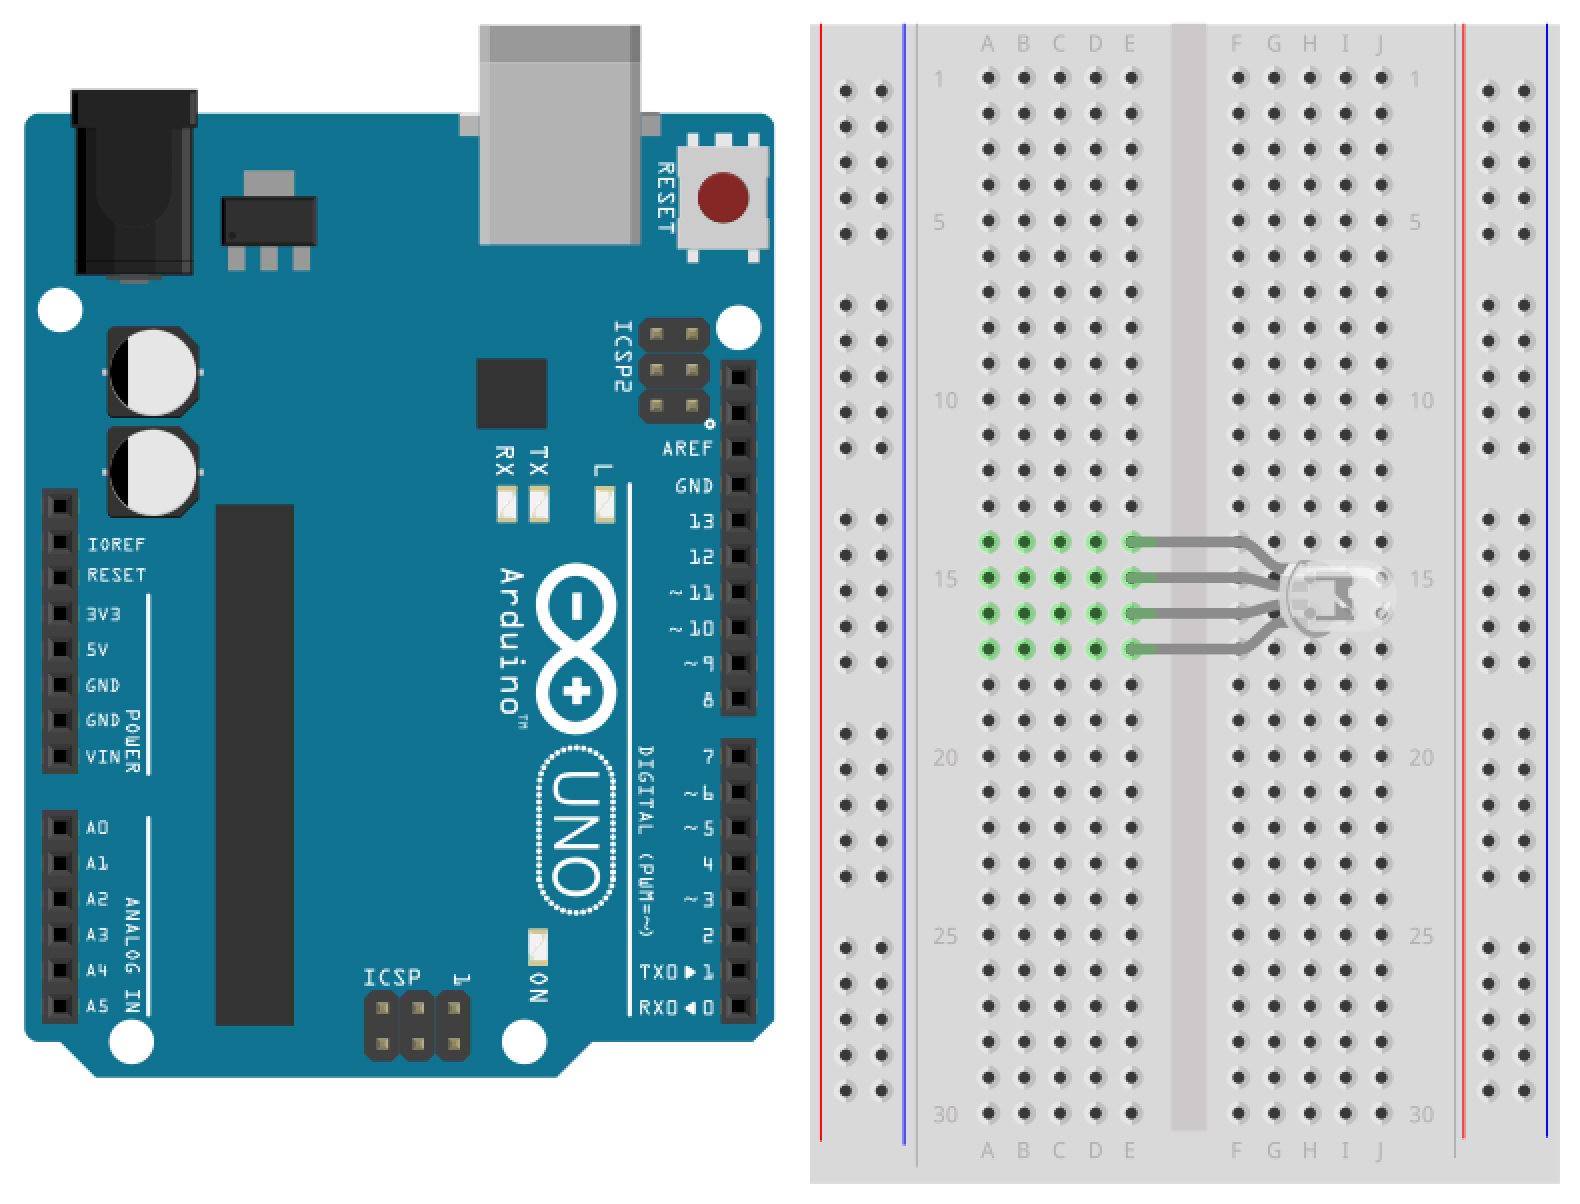 RESET
ICSP2
AREF
GND
13
12
~11
~10
~9
8
7
~6
~5
4
~3
2
TX0▶1
RX0◀0
DIGITAL (PWM=~)
RX
TX
L
Arduino™
UNO
ON
ICSP
1
IOREF
RESET
3V3
5V
GND
GND
VIN
POWER
A0
A1
A2
A3
A4
A5
ANALOG IN
A B C D E F G H I J
1 1
5 5
10 10
15 15
20 20
25 25
30 30
A B C D E F G H I J